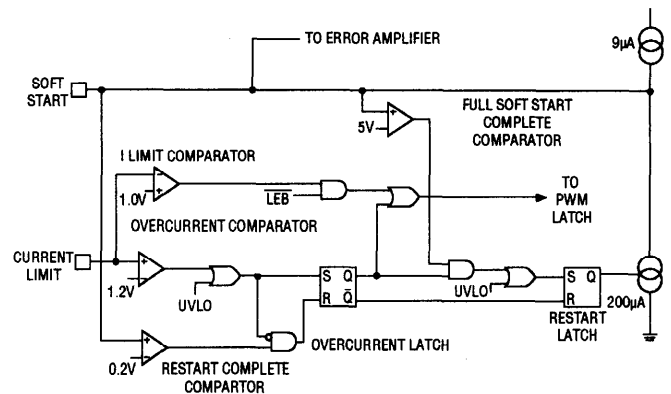 TO ERROR AMPLIFIER
9µA
SOFT
START
5V
FULL SOFT START
COMPLETE
COMPARATOR
I LIMIT COMPARATOR
1.0V
LEB
TO
PWM
LATCH
OVERCURRENT COMPARATOR
CURRENT
LIMIT
1.2V
UVLO
S Q
R Q
UVLO
S Q
R
200µA
RESTART
LATCH
OVERCURRENT LATCH
0.2V
RESTART COMPLETE
COMPARTOR